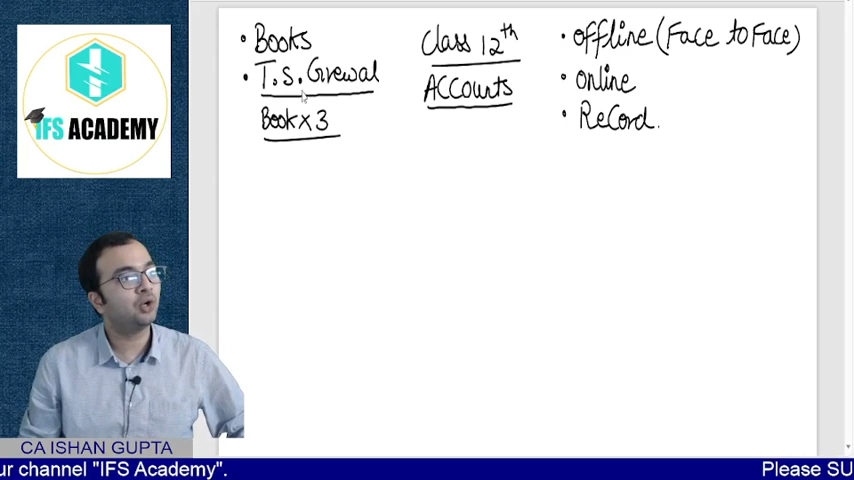 IFS ACADEMY
• Books
• T.S. Grewal
Book x 3
Class 12th
Accounts
• offline (Face to Face)
• online
• Record.
CA ISHAN GUPTA
ur channel "IFS Academy".
Please SU